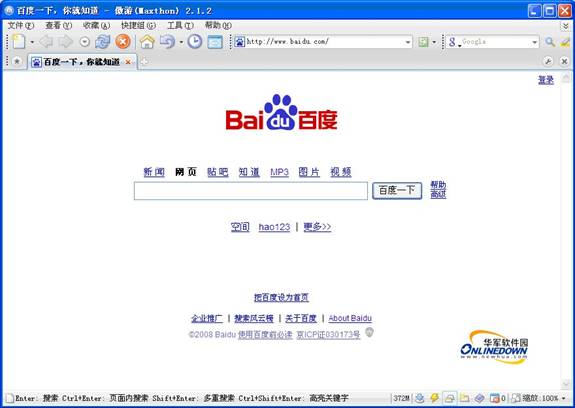 百度一下，你就知道 - 傲游(Maxthon) 2.1.2
文件(F) 查看(V) 收藏(A) 快捷组(G) 工具(T) 帮助(H)
http://www.baidu.com/ Google
百度一下，你就知道
登录
Bai du 百度
新闻 网页 贴吧 知道 MP3 图片 视频
百度一下 帮助
高级
空间 hao123 | 更多>>
把百度设为首页
企业推广 | 搜索风云榜 | 关于百度 | About Baidu
©2008 Baidu 使用百度前必读 京ICP证030173号
华军软件园
ONLINEDOWN
www.newhua.com
Enter: 搜索 Ctrl+Enter: 页面内搜索 Shift+Enter: 多重搜索 Ctrl+Shift+Enter: 高亮关键字 372M 0 缩放:100%